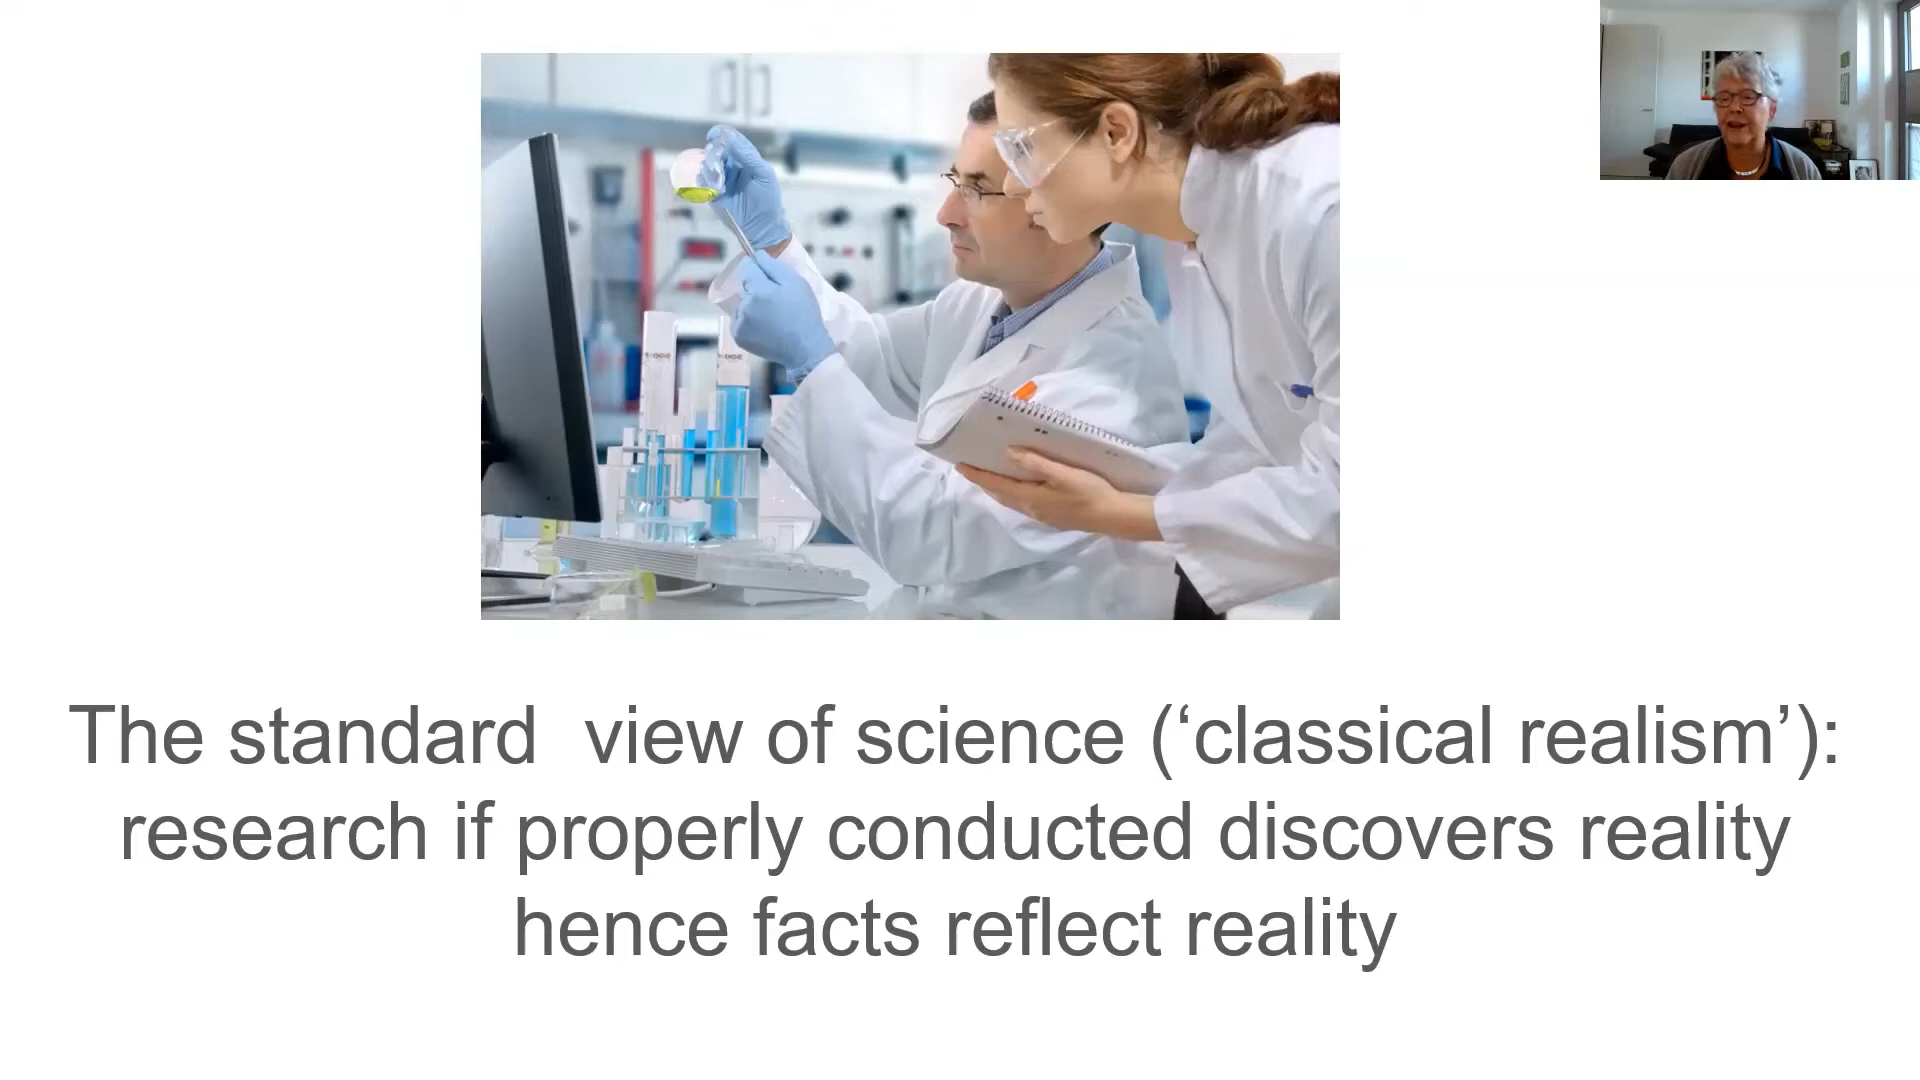 The standard  view of science (‘classical realism’):
research if properly conducted discovers reality
hence facts reflect reality